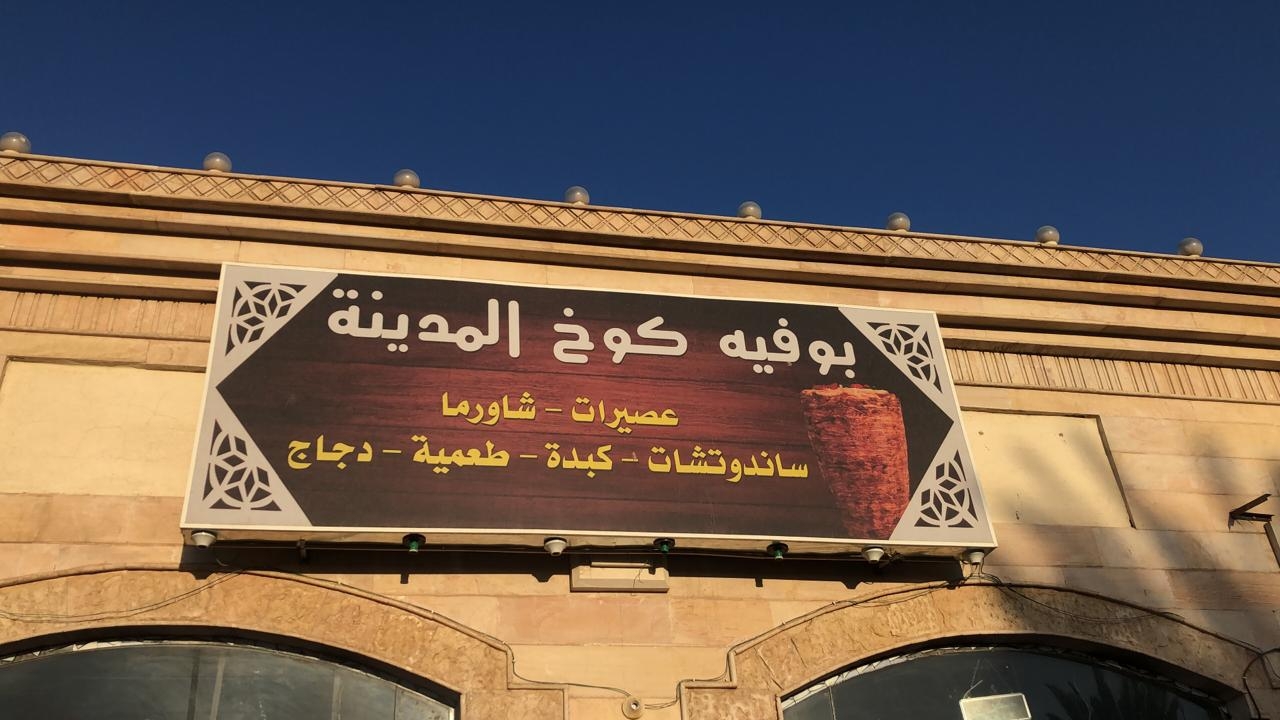 بوفيه كوخ المدينة
عصيرات - شاورما
ساندوتشات - كبدة - طعمية - دجاج